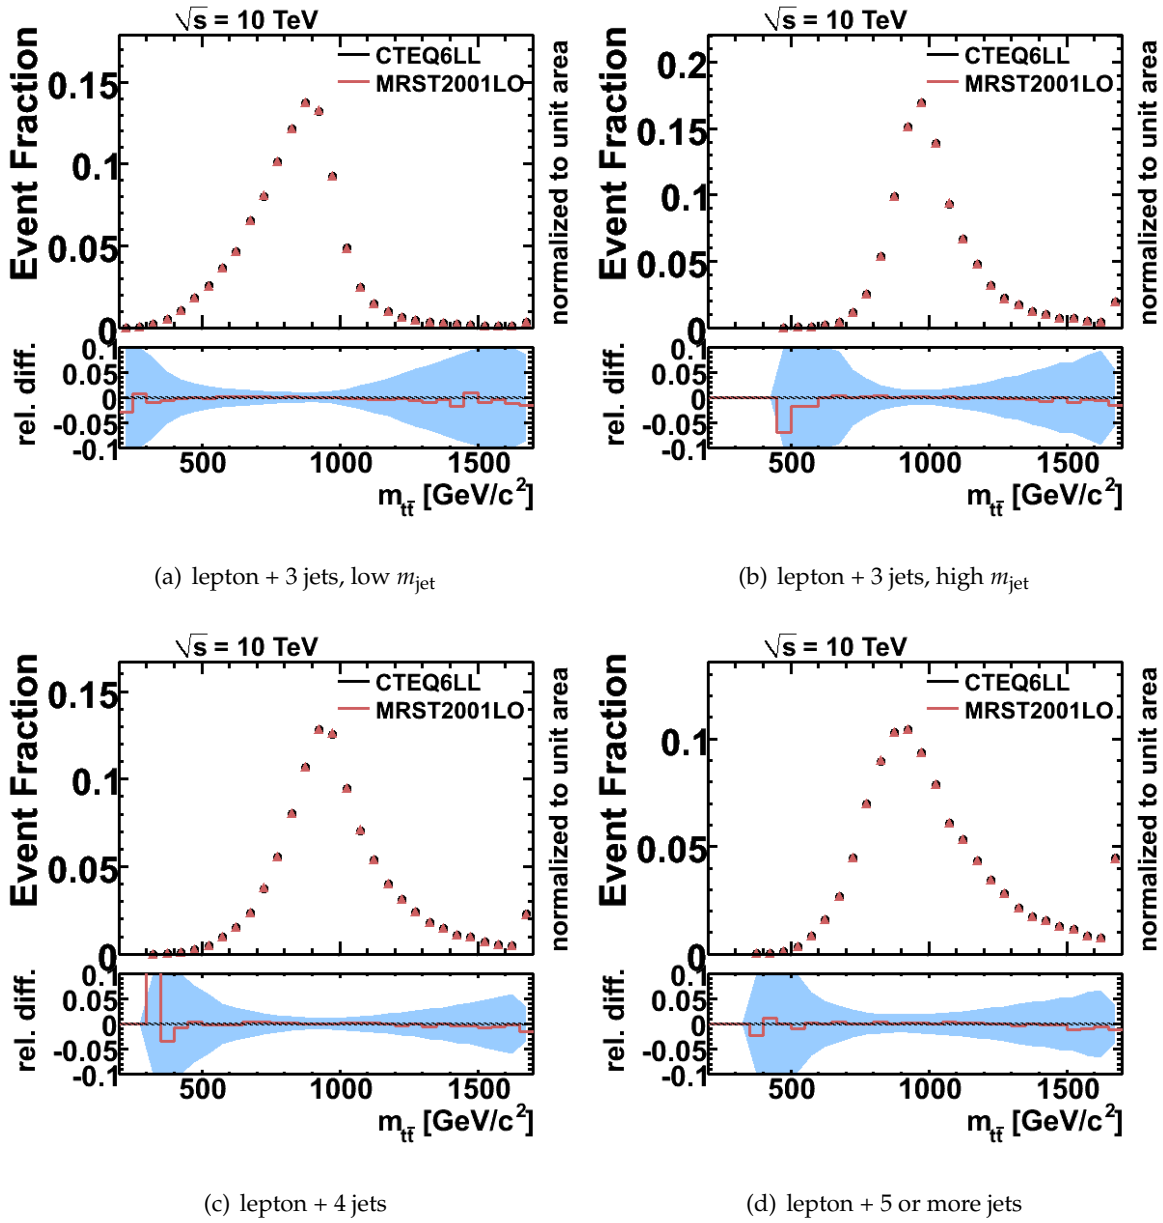 √s = 10 TeV
Event Fraction
0.15
0.1
0.05
0
CTEQ6LL
MRST2001LO
normalized to unit area
rel. diff.
0.1
0.05
0
-0.05
-0.1
500 1000 1500
m_tt̄ [GeV/c²]
(a) lepton + 3 jets, low m_jet
√s = 10 TeV
Event Fraction
0.2
0.15
0.1
0.05
0
CTEQ6LL
MRST2001LO
normalized to unit area
rel. diff.
0.1
0.05
0
-0.05
-0.1
500 1000 1500
m_tt̄ [GeV/c²]
(b) lepton + 3 jets, high m_jet
√s = 10 TeV
Event Fraction
0.15
0.1
0.05
0
CTEQ6LL
MRST2001LO
normalized to unit area
rel. diff.
0.1
0.05
0
-0.05
-0.1
500 1000 1500
m_tt̄ [GeV/c²]
(c) lepton + 4 jets
√s = 10 TeV
Event Fraction
0.1
0.05
0
CTEQ6LL
MRST2001LO
normalized to unit area
rel. diff.
0.1
0.05
0
-0.05
-0.1
500 1000 1500
m_tt̄ [GeV/c²]
(d) lepton + 5 or more jets